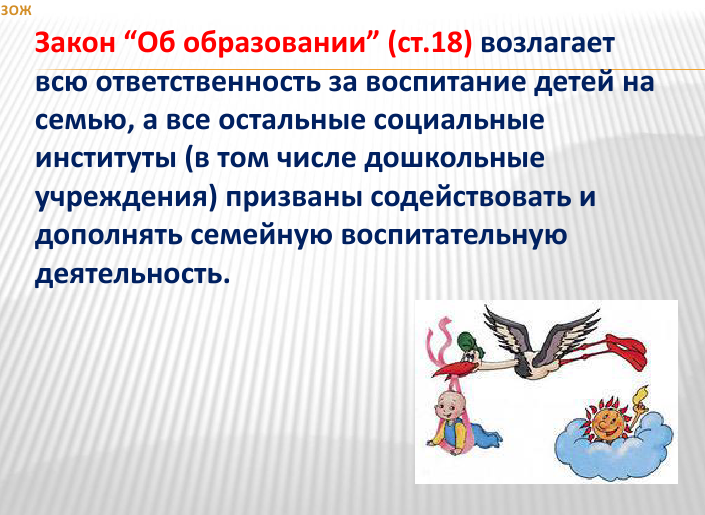 ЗОЖ
Закон “Об образовании” (ст.18) возлагает
всю ответственность за воспитание детей на
семью, а все остальные социальные
институты (в том числе дошкольные
учреждения) призваны содействовать и
дополнять семейную воспитательную
деятельность.